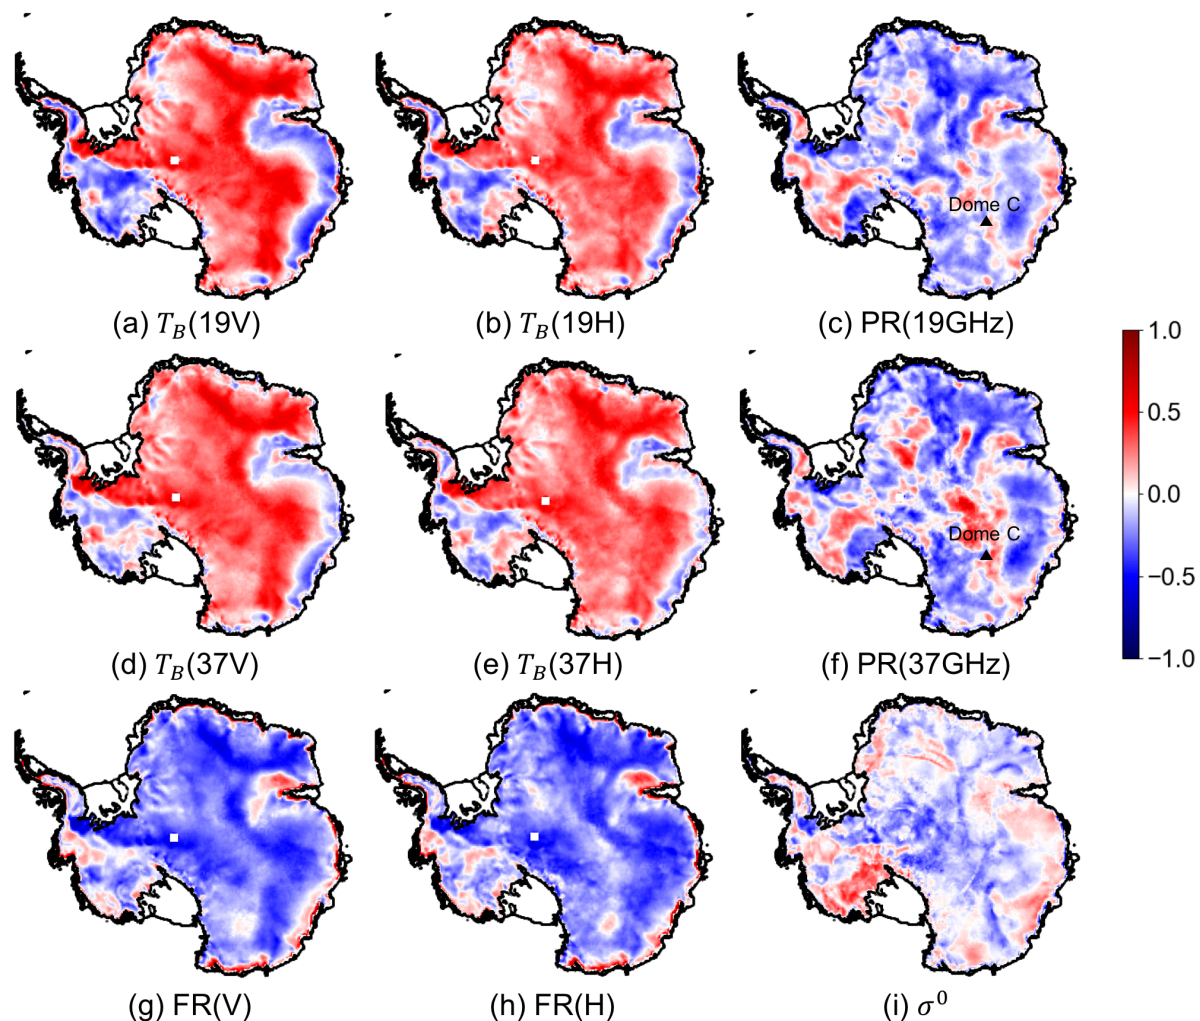 Dome C
(a) T_B(19V) (b) T_B(19H) (c) PR(19GHz)
1.0
0.5
0.0
−0.5
−1.0
Dome C
(d) T_B(37V) (e) T_B(37H) (f) PR(37GHz)
(g) FR(V) (h) FR(H) (i) σ⁰